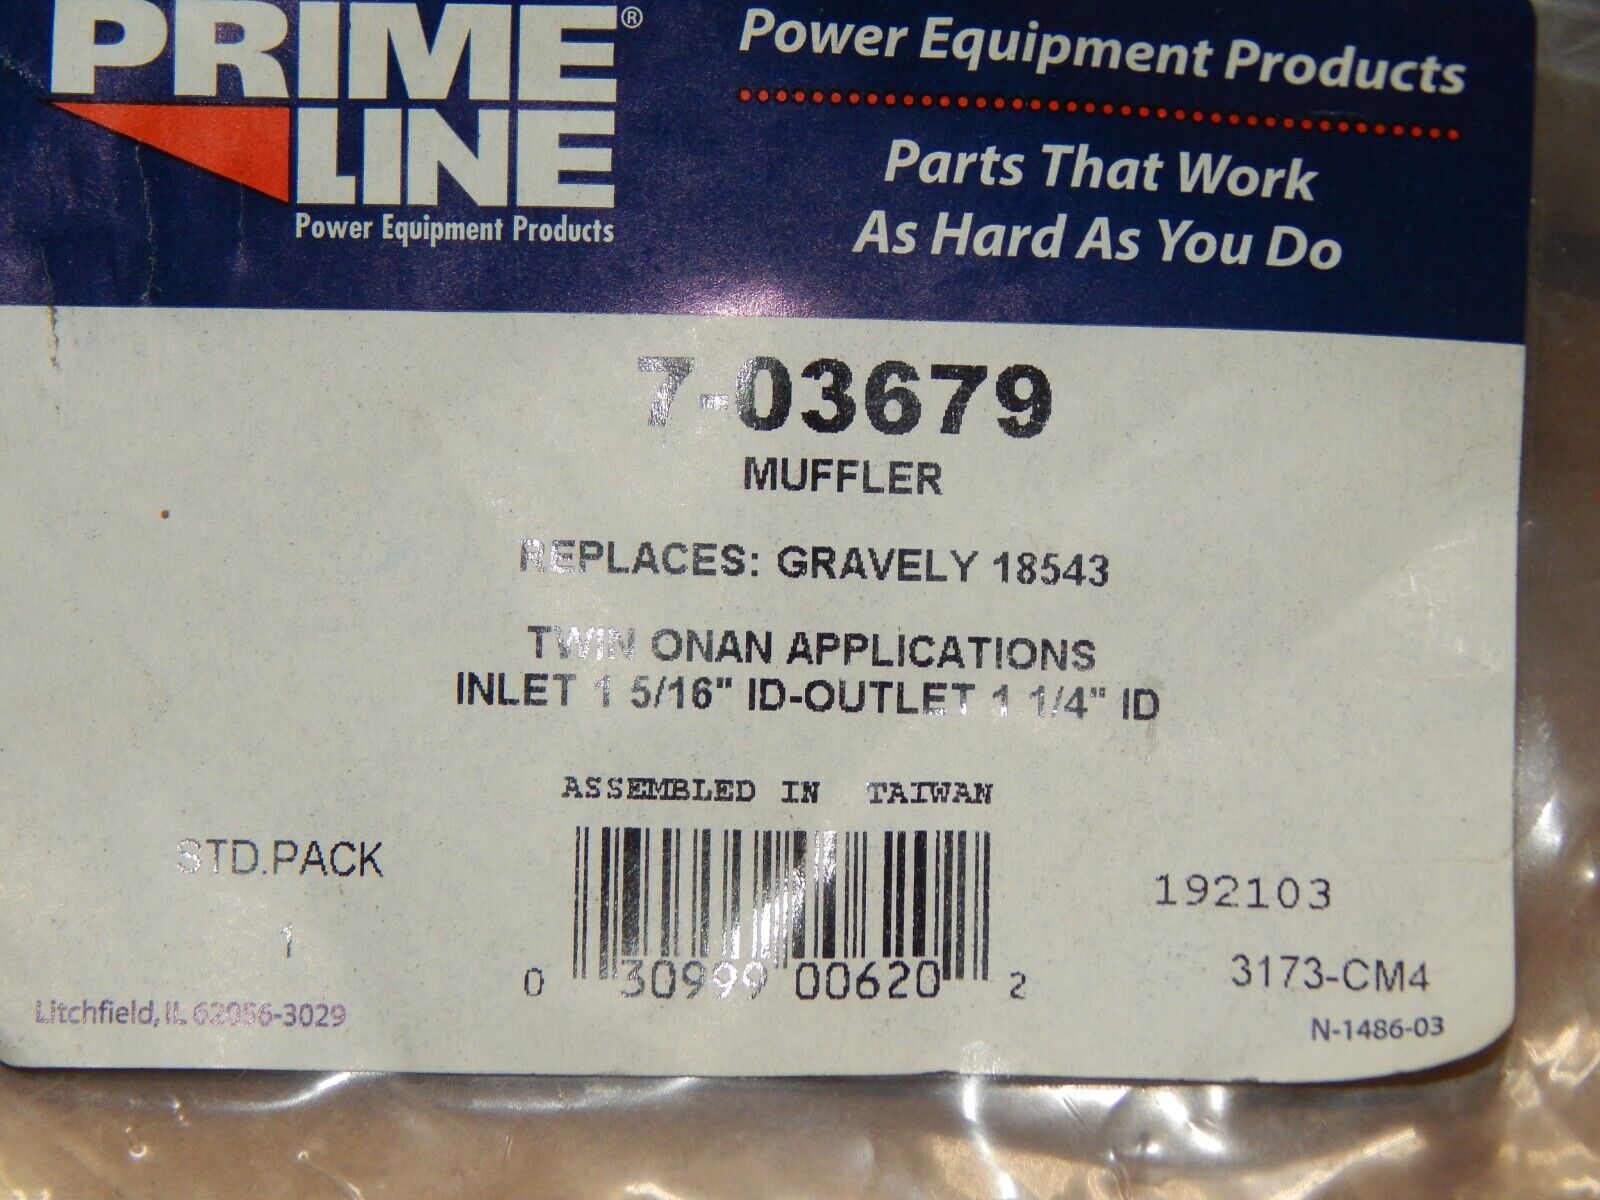 PRIME®
LINE
Power Equipment Products
Power Equipment Products
Parts That Work
As Hard As You Do
7-03679
MUFFLER
REPLACES: GRAVELY 18543
TWIN ONAN APPLICATIONS
INLET 1 5/16" ID-OUTLET 1 1/4" ID
ASSEMBLED IN TAIWAN
STD.PACK
1
0 30999 00620 2
192103
3173-CM4
Litchfield, IL 62056-3029
N-1486-03